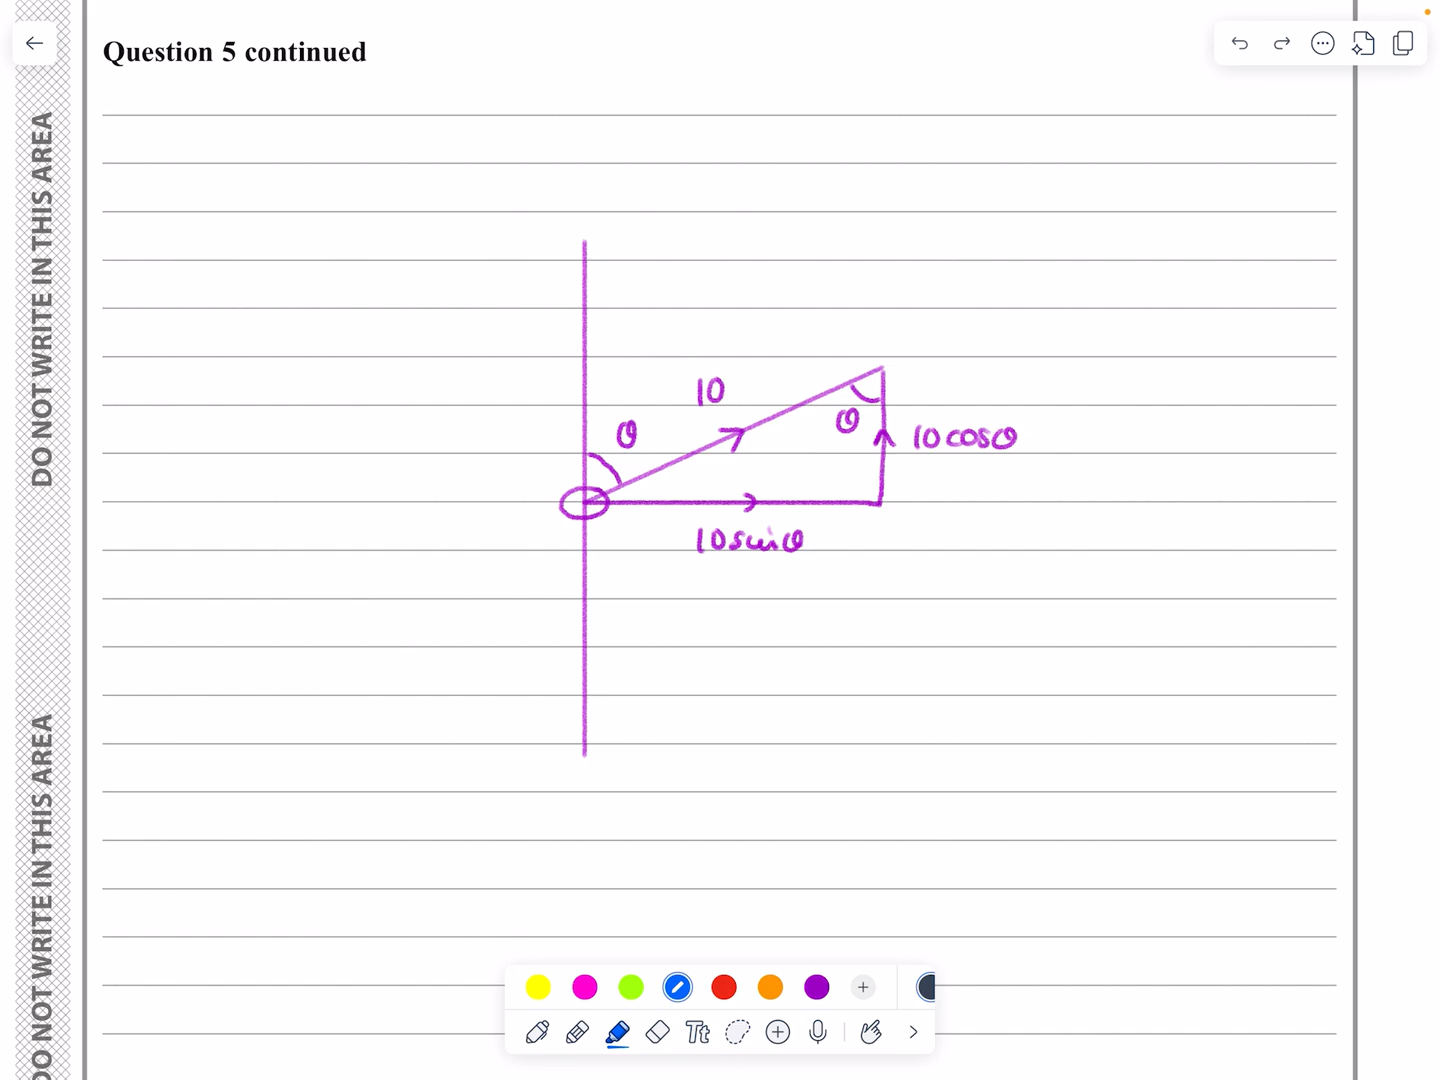 Question 5 continued
DO NOT WRITE IN THIS AREA
DO NOT WRITE IN THIS AREA
10
θ
θ
10cosθ
10sinθ
Tt